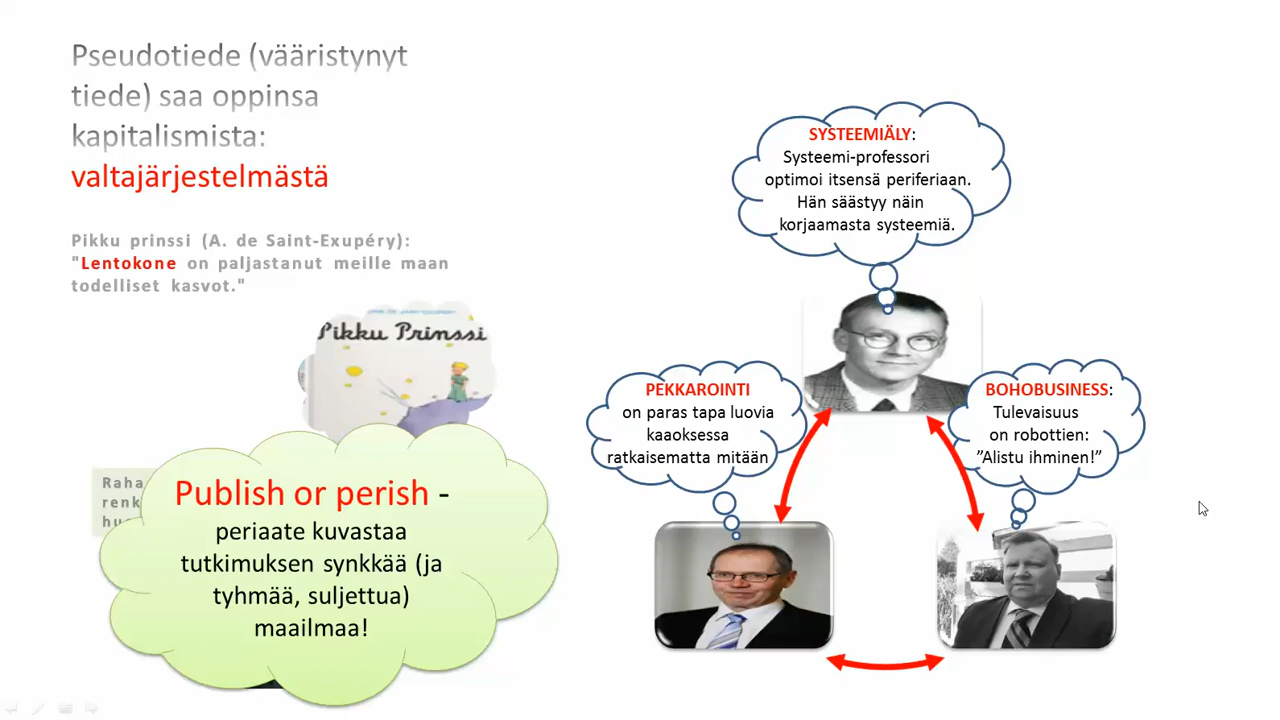 Pseudotiede (vääristynyt
tiede) saa oppinsa
kapitalismista:
valtajärjestelmästä
Pikku prinssi (A. de Saint-Exupéry):
"Lentokone on paljastanut meille maan
todelliset kasvot."
Pikku Prinssi
Raha
renk
hu
Publish or perish -
periaate kuvastaa
tutkimuksen synkkää (ja
tyhmää, suljettua)
maailmaa!
SYSTEEMIÄLY:
Systeemi-professori
optimoi itsensä periferiaan.
Hän säästyy näin
korjaamasta systeemiä.
PEKKAROINTI
on paras tapa luovia
kaaoksessa
ratkaisematta mitään
BOHOBUSINESS:
Tulevaisuus
on robottien:
”Alistu ihminen!”